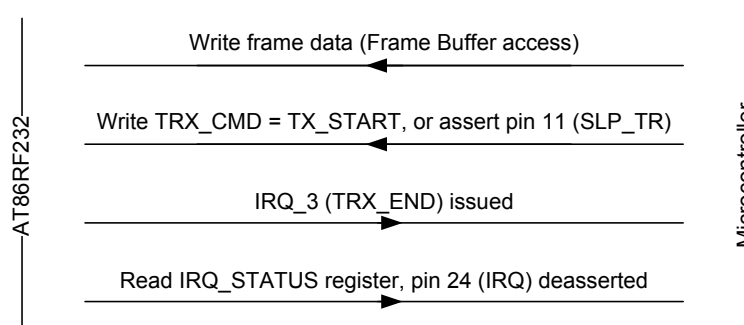 Write frame data (Frame Buffer access)
Write TRX_CMD = TX_START, or assert pin 11 (SLP_TR)
IRQ_3 (TRX_END) issued
Read IRQ_STATUS register, pin 24 (IRQ) deasserted
AT86RF232
Microcontroller